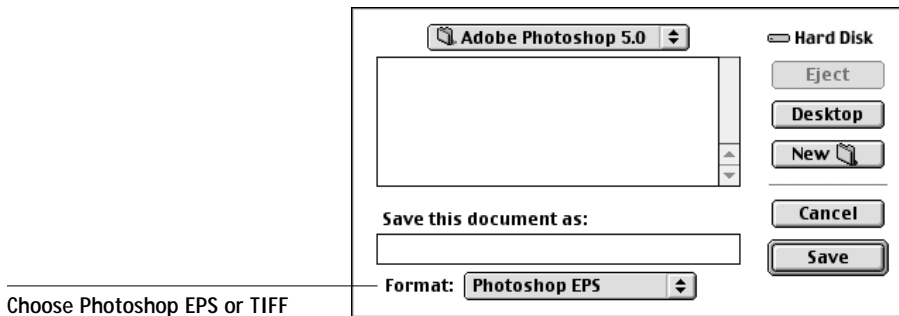 Adobe Photoshop 5.0
Hard Disk
Eject
Desktop
New
Save this document as:
Cancel
Save
Format: Photoshop EPS
Choose Photoshop EPS or TIFF